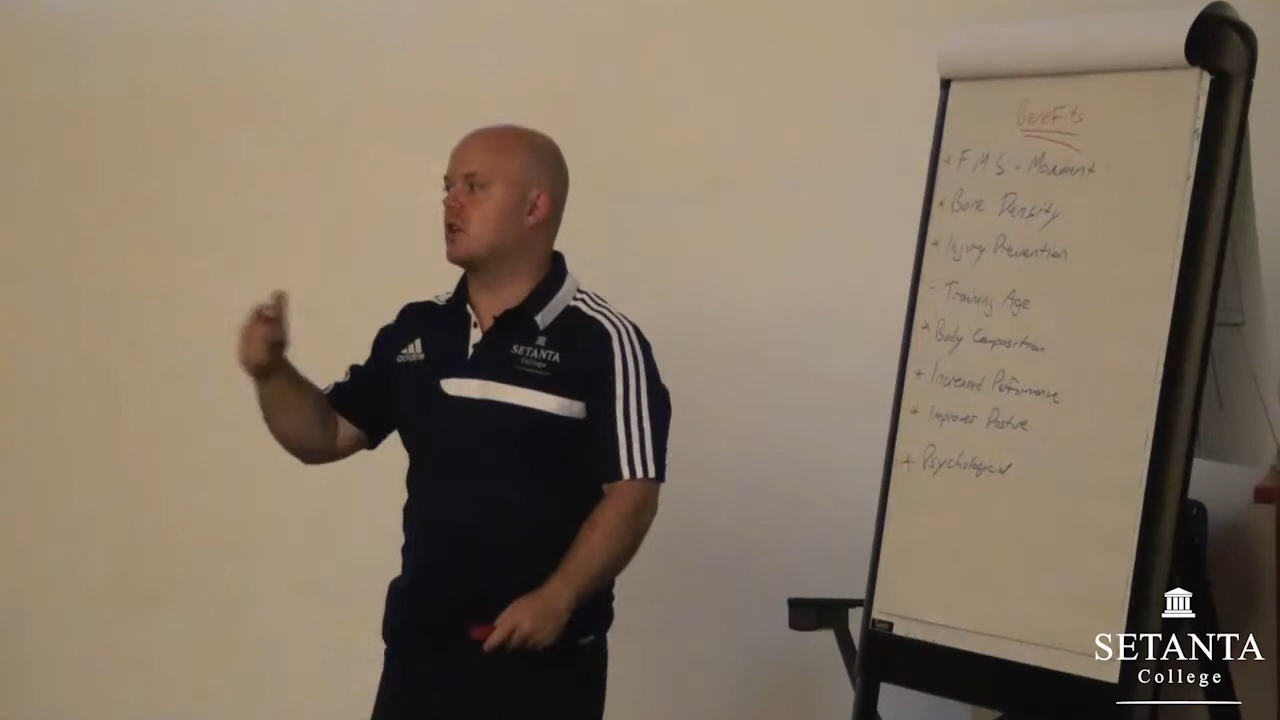 BeneFits
* F M S - Movement
* Bone Density
* Injury Prevention
- Training Age
* Body Composition
* Increased Performance
* Improves Posture
* Psychological
adidas
SETANTA
College
SETANTA
College